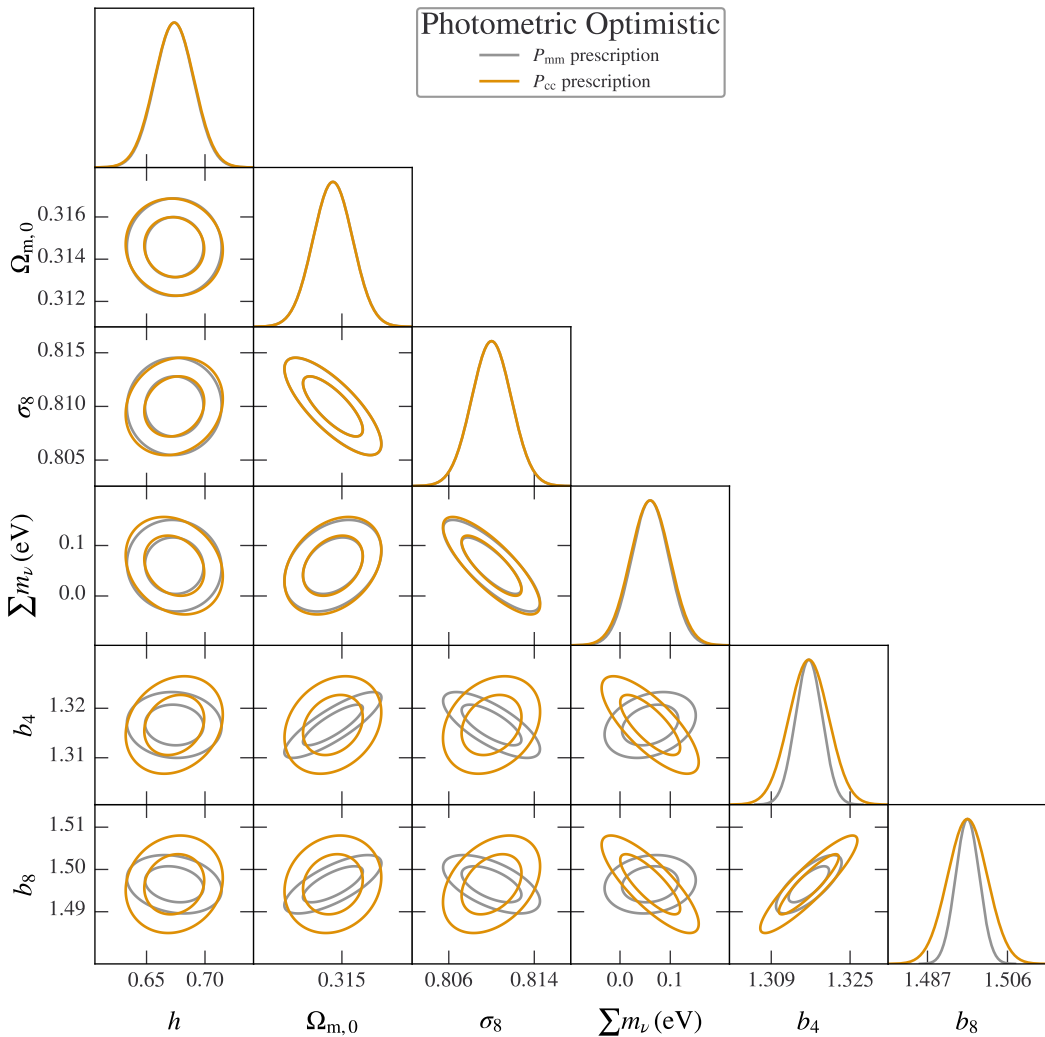 Photometric Optimistic
P_mm prescription
P_cc prescription
Ω_m,0
0.316
0.314
0.312
σ_8
0.815
0.810
0.805
∑m_ν (eV)
0.1
0.0
b_4
1.32
1.31
b_8
1.51
1.50
1.49
0.65 0.70 0.315 0.806 0.814 0.0 0.1 1.309 1.325 1.487 1.506
h Ω_m,0 σ_8 ∑m_ν (eV) b_4 b_8